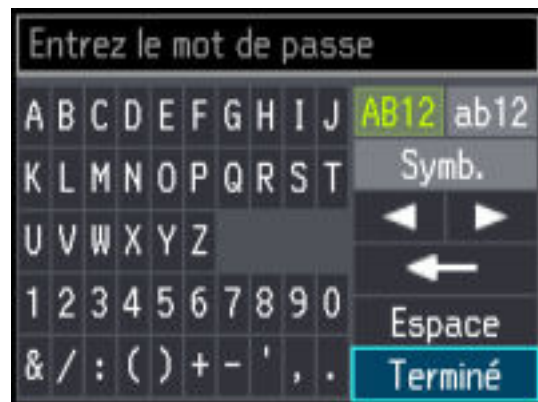 Entrez le mot de passe
A B C D E F G H I J AB12 ab12
K L M N O P Q R S T Symb.
U V W X Y Z
1 2 3 4 5 6 7 8 9 0 Espace
& / : ( ) + - ' , . Terminé